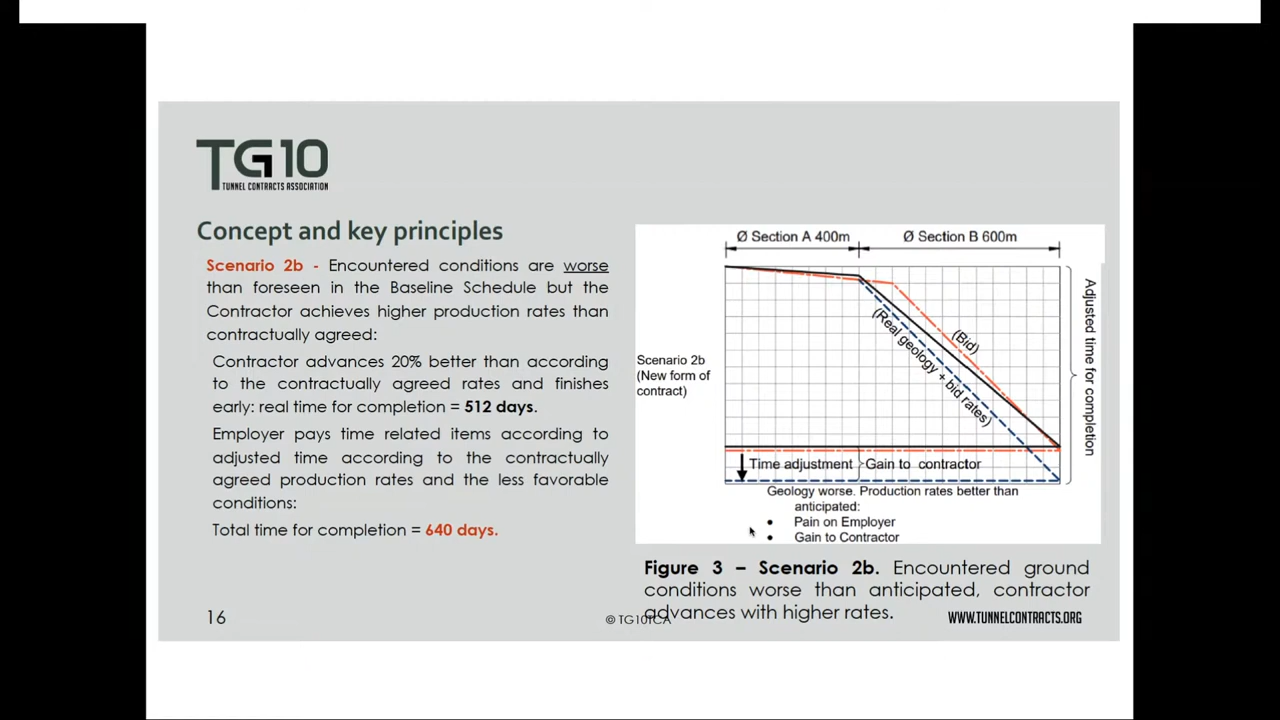 TG10
TUNNEL CONTRACTS ASSOCIATION
Concept and key principles
Scenario 2b - Encountered conditions are worse
than foreseen in the Baseline Schedule but the
Contractor achieves higher production rates than
contractually agreed:
Contractor advances 20% better than according
to the contractually agreed rates and finishes
early: real time for completion = 512 days.
Employer pays time related items according to
adjusted time according to the contractually
agreed production rates and the less favorable
conditions:
Total time for completion = 640 days.
Ø Section A 400m
Ø Section B 600m
Scenario 2b
(New form of
contract)
(Bid)
(Real geology + bid rates)
Adjusted time for completion
Time adjustment
Gain to contractor
Geology worse. Production rates better than
anticipated:
• Pain on Employer
• Gain to Contractor
Figure 3 – Scenario 2b. Encountered ground
conditions worse than anticipated, contractor
advances with higher rates.
16
© TG10TCA
WWW.TUNNELCONTRACTS.ORG